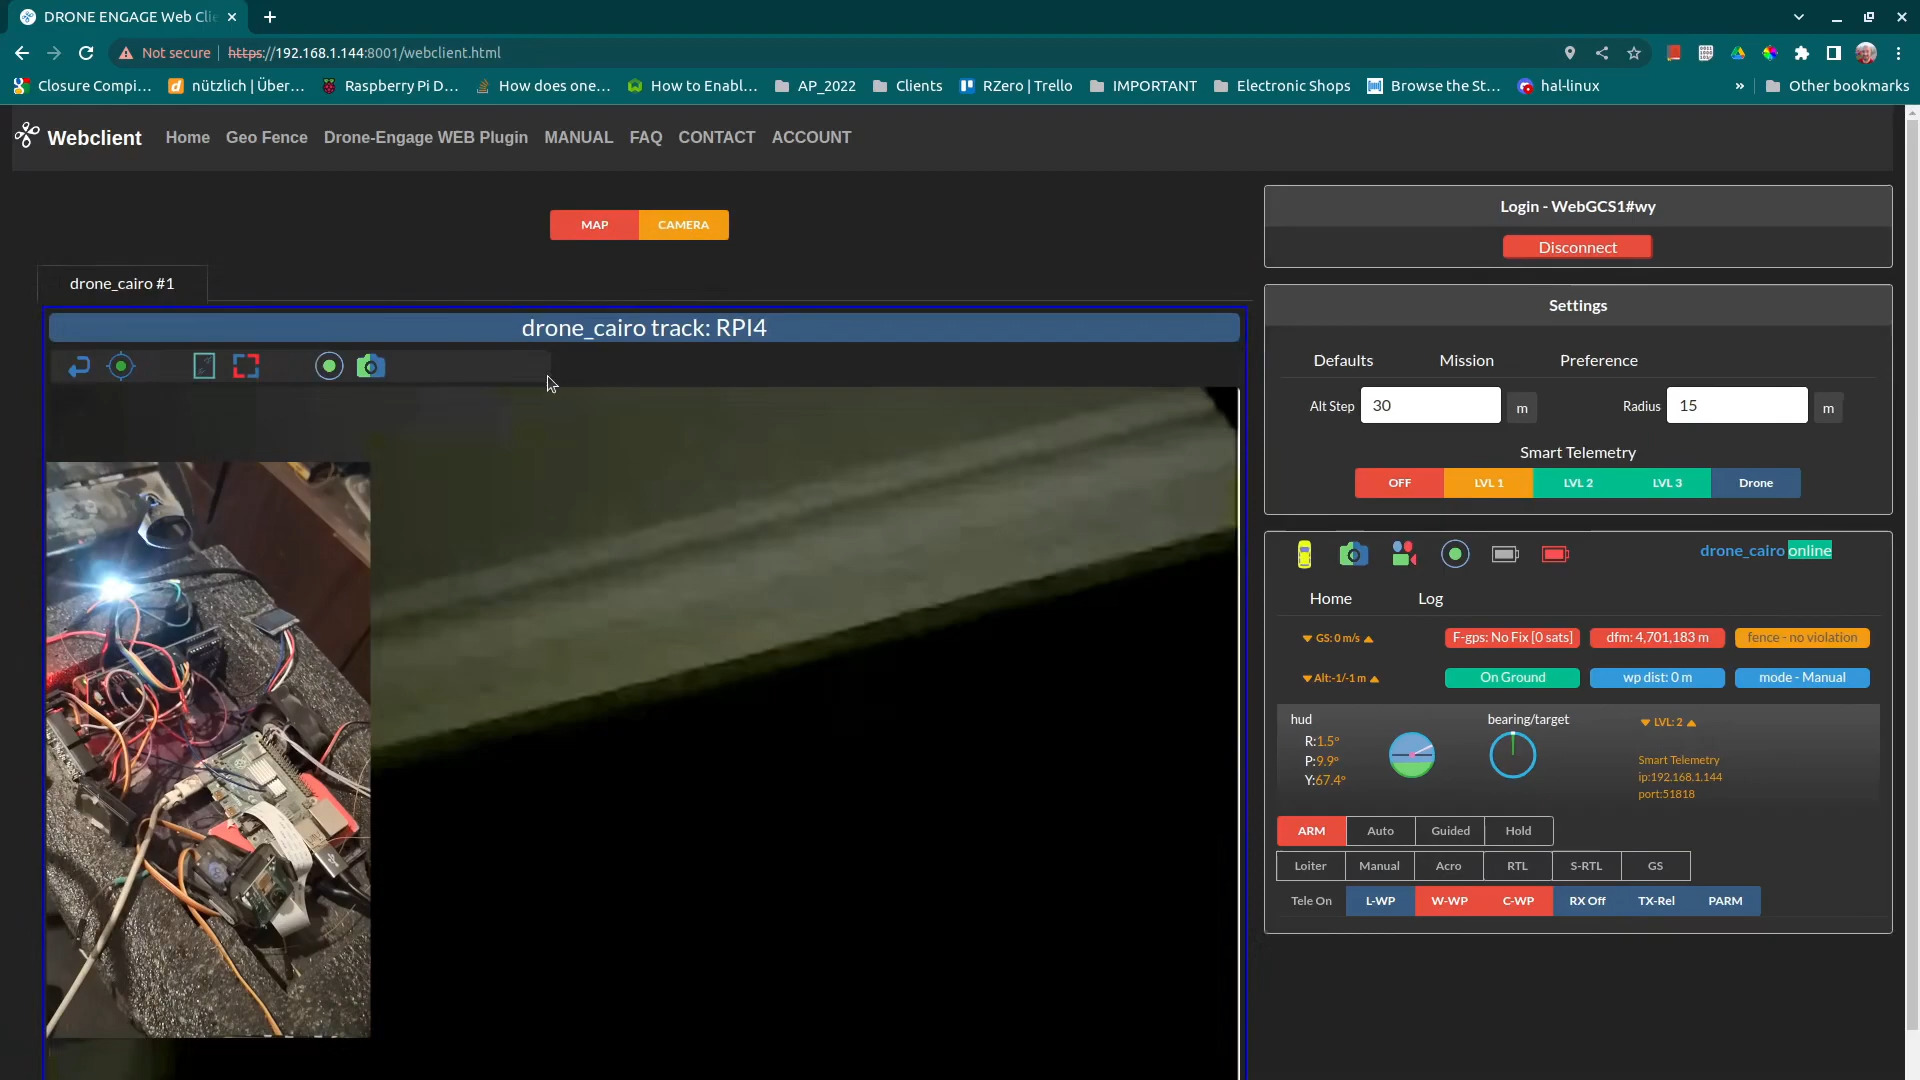 DRONE ENGAGE Web Clie
Not secure https://192.168.1.144:8001/webclient.html
Closure Compi… nützlich | Über… Raspberry Pi D… How does one… How to Enabl… AP_2022 Clients RZero | Trello IMPORTANT Electronic Shops Browse the St… hal-linux » Other bookmarks
Webclient Home Geo Fence Drone-Engage WEB Plugin MANUAL FAQ CONTACT ACCOUNT
MAP CAMERA
drone_cairo #1
drone_cairo track: RPI4
Login - WebGCS1#wy
Disconnect
Settings
Defaults Mission Preference
Alt Step 30 m Radius 15 m
Smart Telemetry
OFF LVL 1 LVL 2 LVL 3 Drone
drone_cairo online
Home Log
GS: 0 m/s F-gps: No Fix [0 sats] dfm: 4,701,183 m fence - no violation
Alt:-1/-1 m On Ground wp dist: 0 m mode - Manual
hud bearing/target LVL: 2
R:1.5º
P:9.9º
Y:67.4º
Smart Telemetry
ip:192.168.1.144
port:51818
ARM Auto Guided Hold
Loiter Manual Acro RTL S-RTL GS
Tele On L-WP W-WP C-WP RX Off TX-Rel PARM